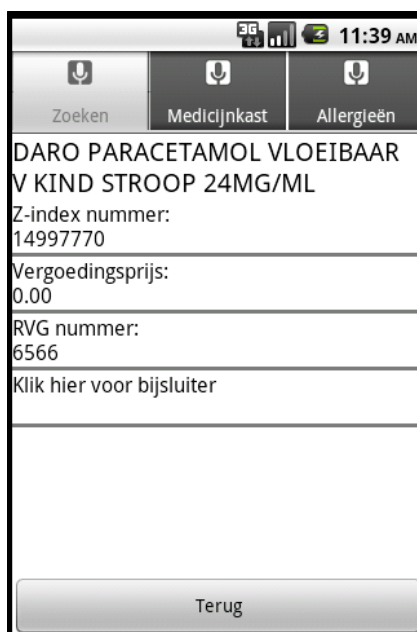 3G 11:39 AM
Zoeken Medicijnkast Allergieën
DARO PARACETAMOL VLOEIBAAR
V KIND STROOP 24MG/ML
Z-index nummer:
14997770
Vergoedingsprijs:
0.00
RVG nummer:
6566
Klik hier voor bijsluiter
Terug